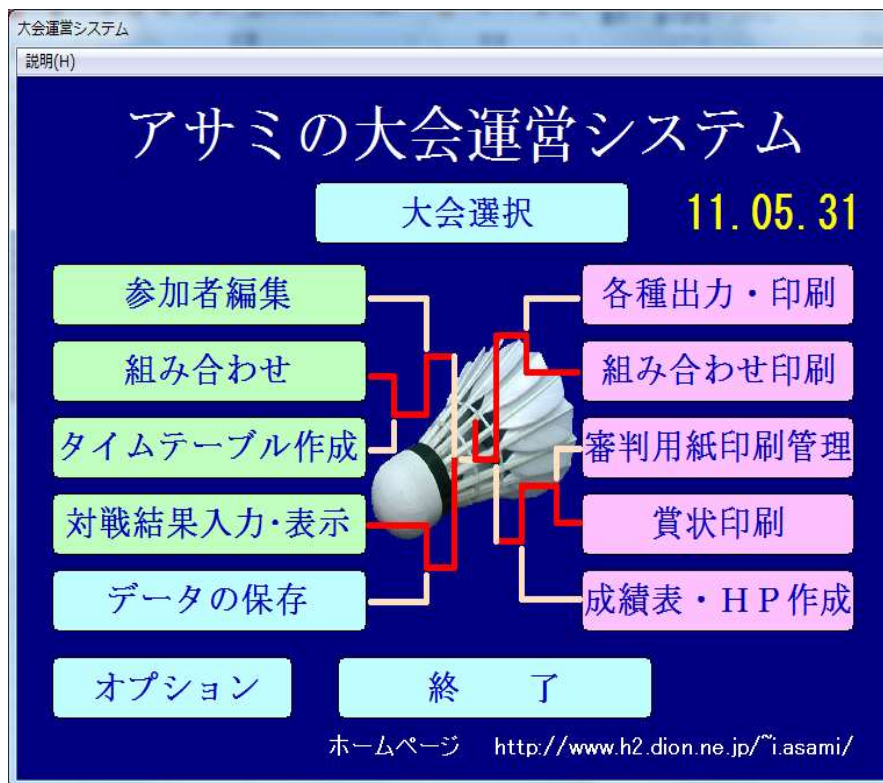 大会運営システム
説明(H)
アサミの大会運営システム
大会選択
11.05.31
参加者編集
各種出力・印刷
組み合わせ
組み合わせ印刷
タイムテーブル作成
審判用紙印刷管理
対戦結果入力・表示
賞状印刷
データの保存
成績表・HP作成
オプション
終　了
ホームページ　http://www.h2.dion.ne.jp/~i.asami/